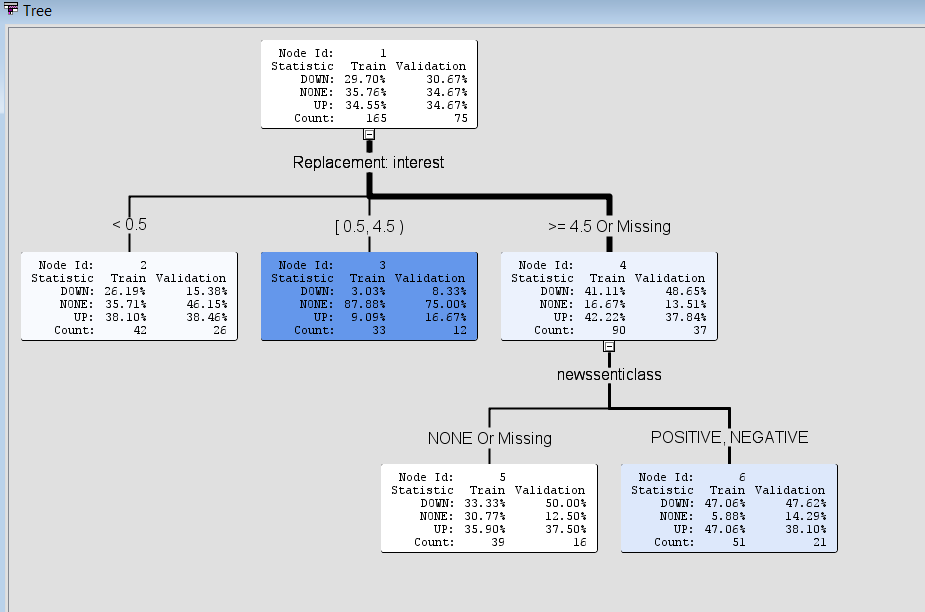 Tree
Node Id: 1
Statistic Train Validation
DOWN: 29.70% 30.67%
NONE: 35.76% 34.67%
UP: 34.55% 34.67%
Count: 165 75
Replacement: interest
< 0.5
[ 0.5, 4.5 )
>= 4.5 Or Missing
Node Id: 2
Statistic Train Validation
DOWN: 26.19% 15.38%
NONE: 35.71% 46.15%
UP: 38.10% 38.46%
Count: 42 26
Node Id: 3
Statistic Train Validation
DOWN: 3.03% 8.33%
NONE: 87.88% 75.00%
UP: 9.09% 16.67%
Count: 33 12
Node Id: 4
Statistic Train Validation
DOWN: 41.11% 48.65%
NONE: 16.67% 13.51%
UP: 42.22% 37.84%
Count: 90 37
newssenticlass
NONE Or Missing
POSITIVE, NEGATIVE
Node Id: 5
Statistic Train Validation
DOWN: 33.33% 50.00%
NONE: 30.77% 12.50%
UP: 35.90% 37.50%
Count: 39 16
Node Id: 6
Statistic Train Validation
DOWN: 47.06% 47.62%
NONE: 5.88% 14.29%
UP: 47.06% 38.10%
Count: 51 21